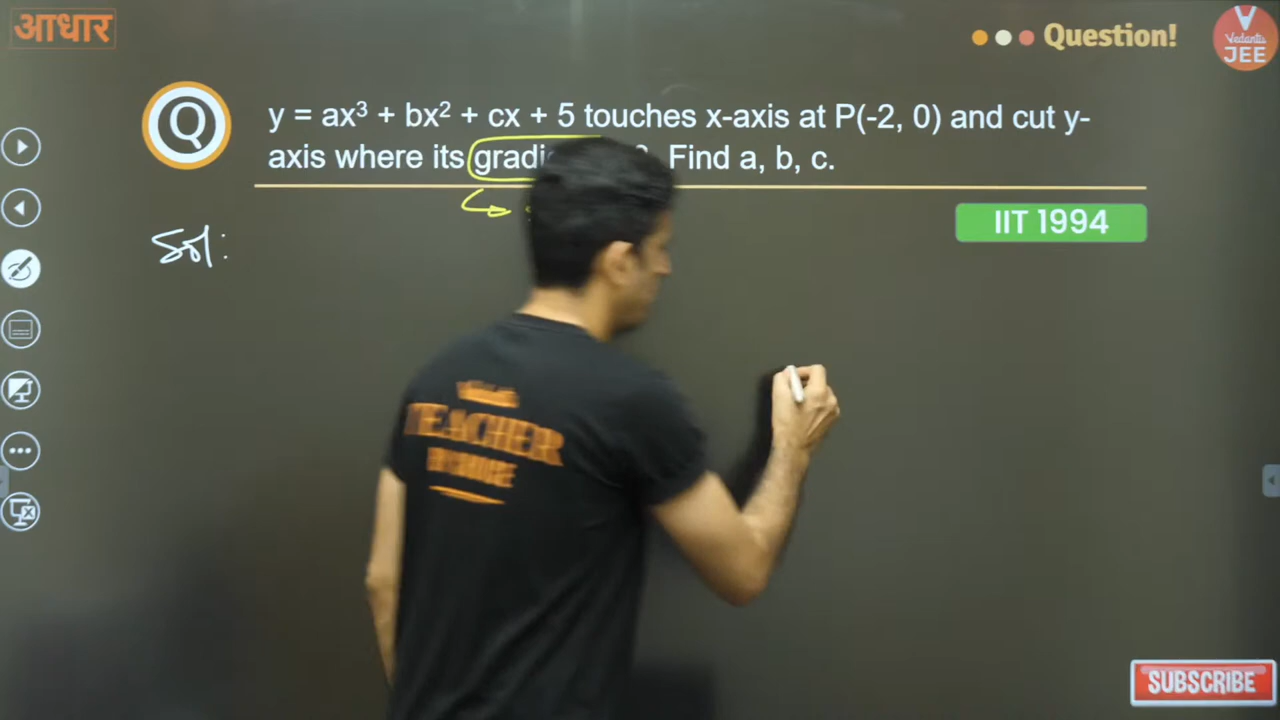 आधार
Question!
Vedantu
JEE
Q
y = ax³ + bx² + cx + 5 touches x-axis at P(-2, 0) and cut y-
axis where its Find a, b, c.
IIT 1994
Sol:
TEACHER
SUBSCRIBE